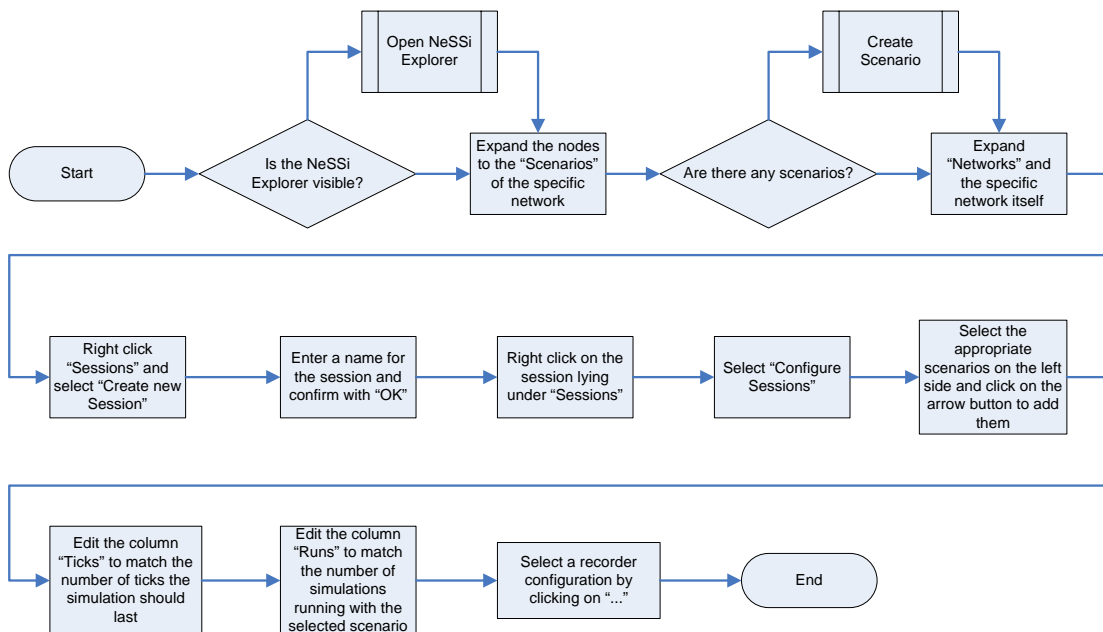 Open NeSSi
Explorer
Create
Scenario
Start
Is the NeSSi
Explorer visible?
Expand the nodes
to the “Scenarios”
of the specific
network
Are there any scenarios?
Expand
“Networks” and
the specific
network itself
Right click
“Sessions” and
select “Create new
Session”
Enter a name for
the session and
confirm with “OK”
Right click on the
session lying
under “Sessions”
Select “Configure
Sessions”
Select the
appropriate
scenarios on the left
side and click on the
arrow button to add
them
Edit the column
“Ticks” to match the
number of ticks the
simulation should
last
Edit the column
“Runs” to match
the number of
simulations
running with the
selected scenario
Select a recorder
configuration by
clicking on “...”
End